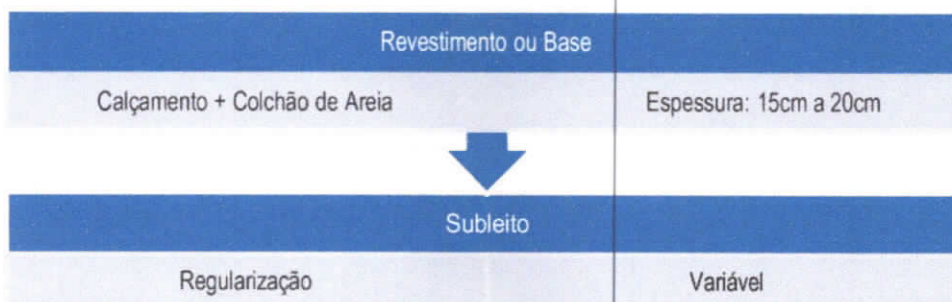 Revestimento ou Base
Calçamento + Colchão de Areia Espessura: 15cm a 20cm
Subleito
Regularização Variável